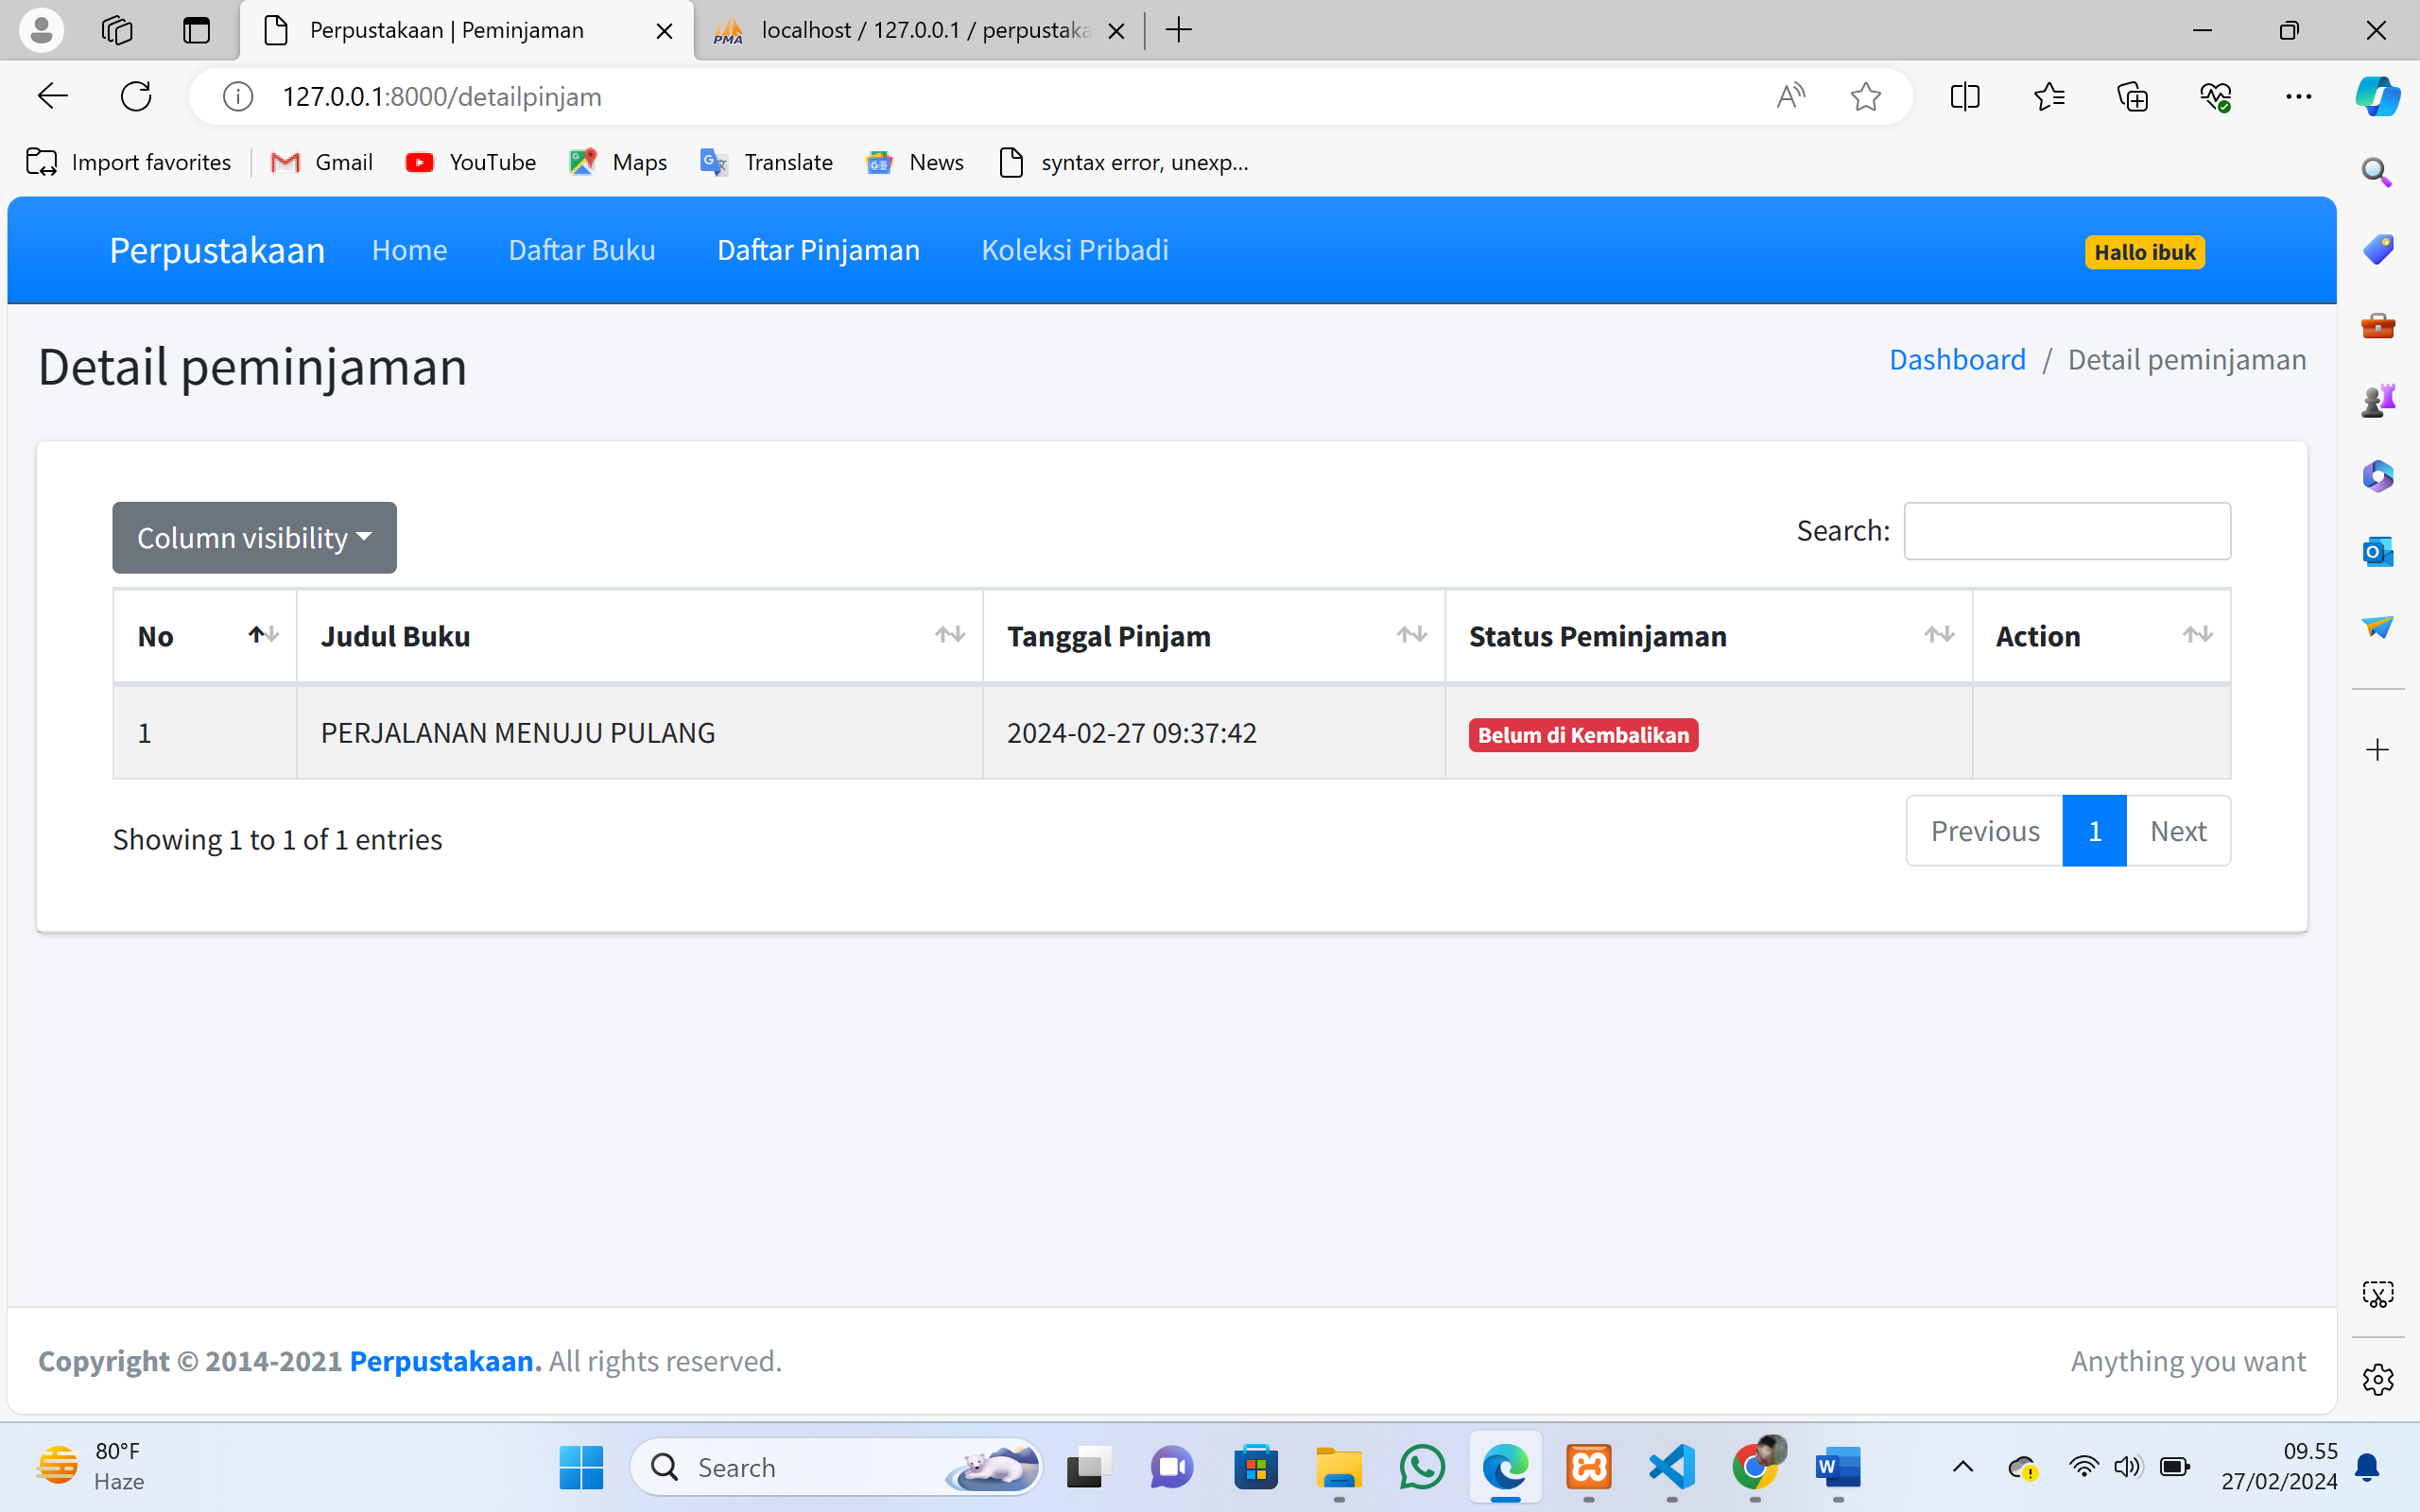 Perpustakaan | Peminjaman
localhost / 127.0.0.1 / perpustaka
127.0.0.1:8000/detailpinjam
Import favorites
Gmail
YouTube
Maps
Translate
News
syntax error, unexp...
Perpustakaan
Home
Daftar Buku
Daftar Pinjaman
Koleksi Pribadi
Hallo ibuk
Detail peminjaman
Dashboard / Detail peminjaman
Column visibility
Search:
No
Judul Buku
Tanggal Pinjam
Status Peminjaman
Action
1
PERJALANAN MENUJU PULANG
2024-02-27 09:37:42
Belum di Kembalikan
Showing 1 to 1 of 1 entries
Previous
1
Next
Copyright © 2014-2021 Perpustakaan. All rights reserved.
Anything you want
80°F
Haze
Search
09.55
27/02/2024